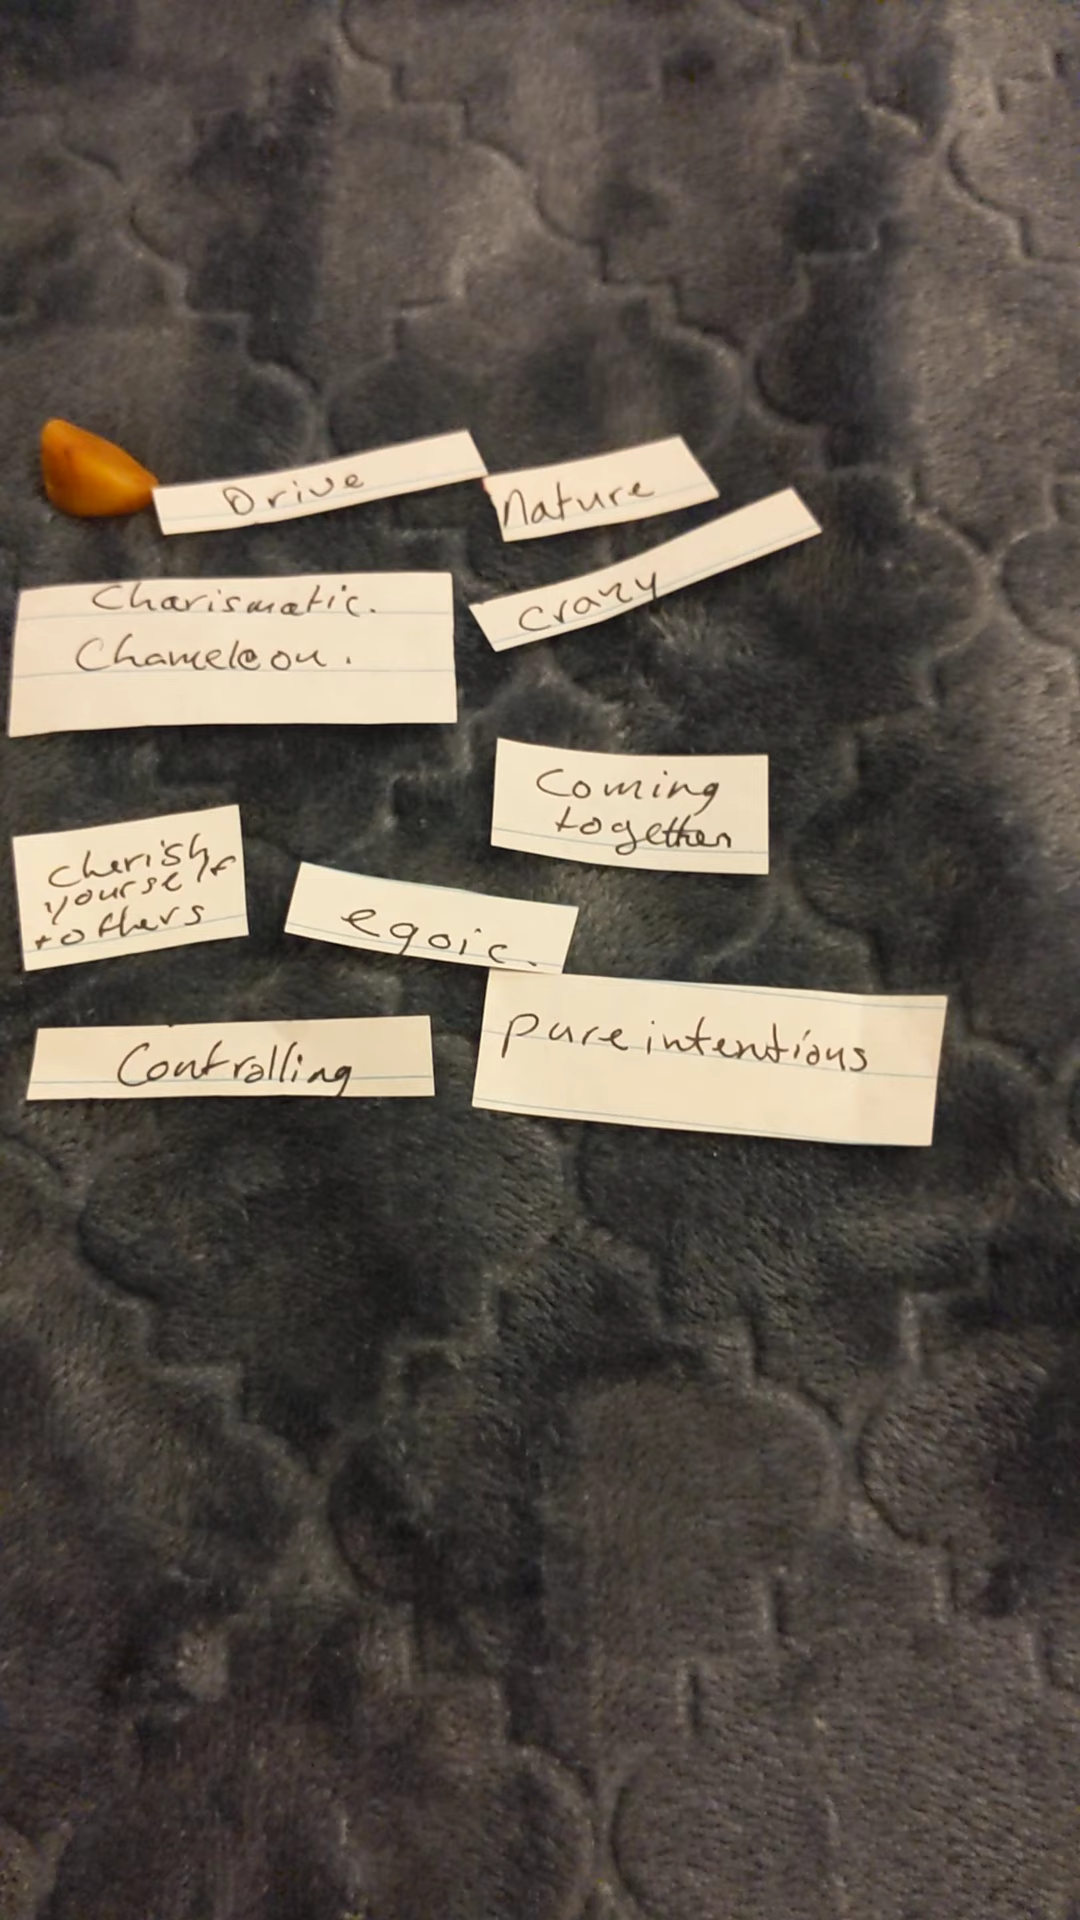 Drive
Nature
Charismatic.
Chameleon.
crazy
Coming
together
cherish
yourself
+ others
egoic.
Controlling
pure intentions